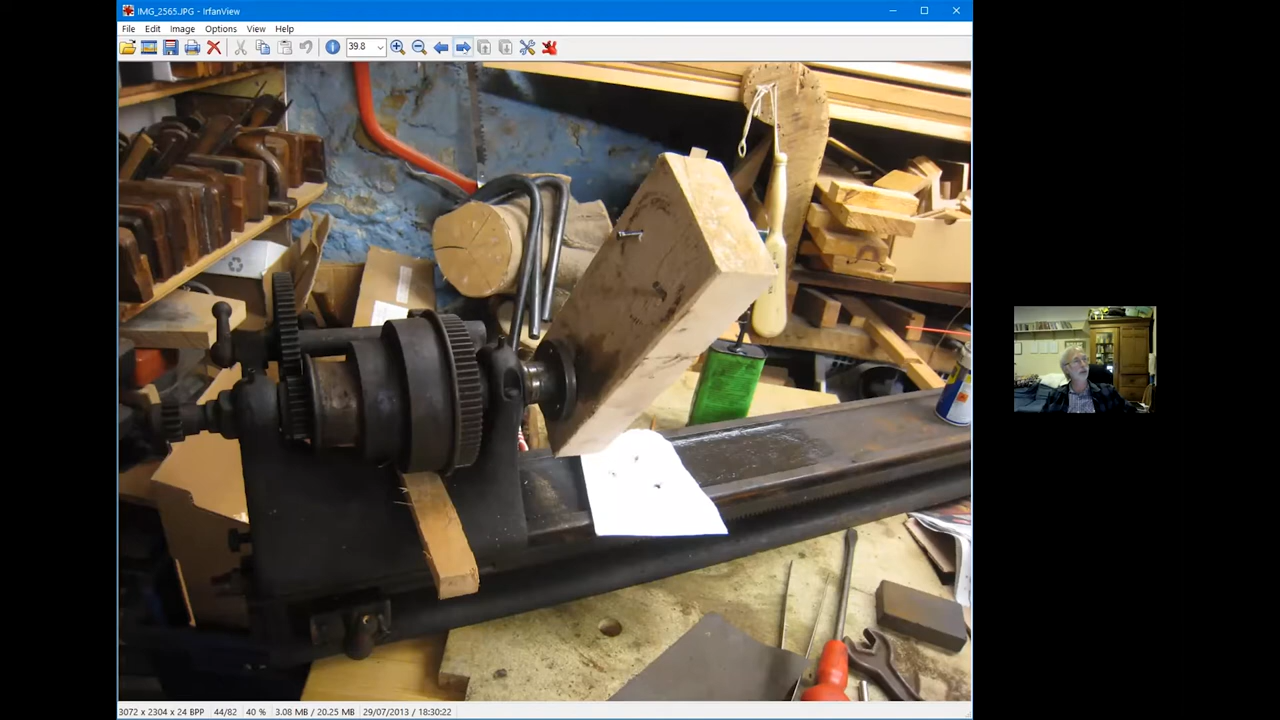 IMG_2565.JPG - IrfanView
File Edit Image Options View Help
39.8
3072 x 2304 x 24 BPP 44/82 40 % 3.08 MB / 20.25 MB 29/07/2013 / 18:30:22